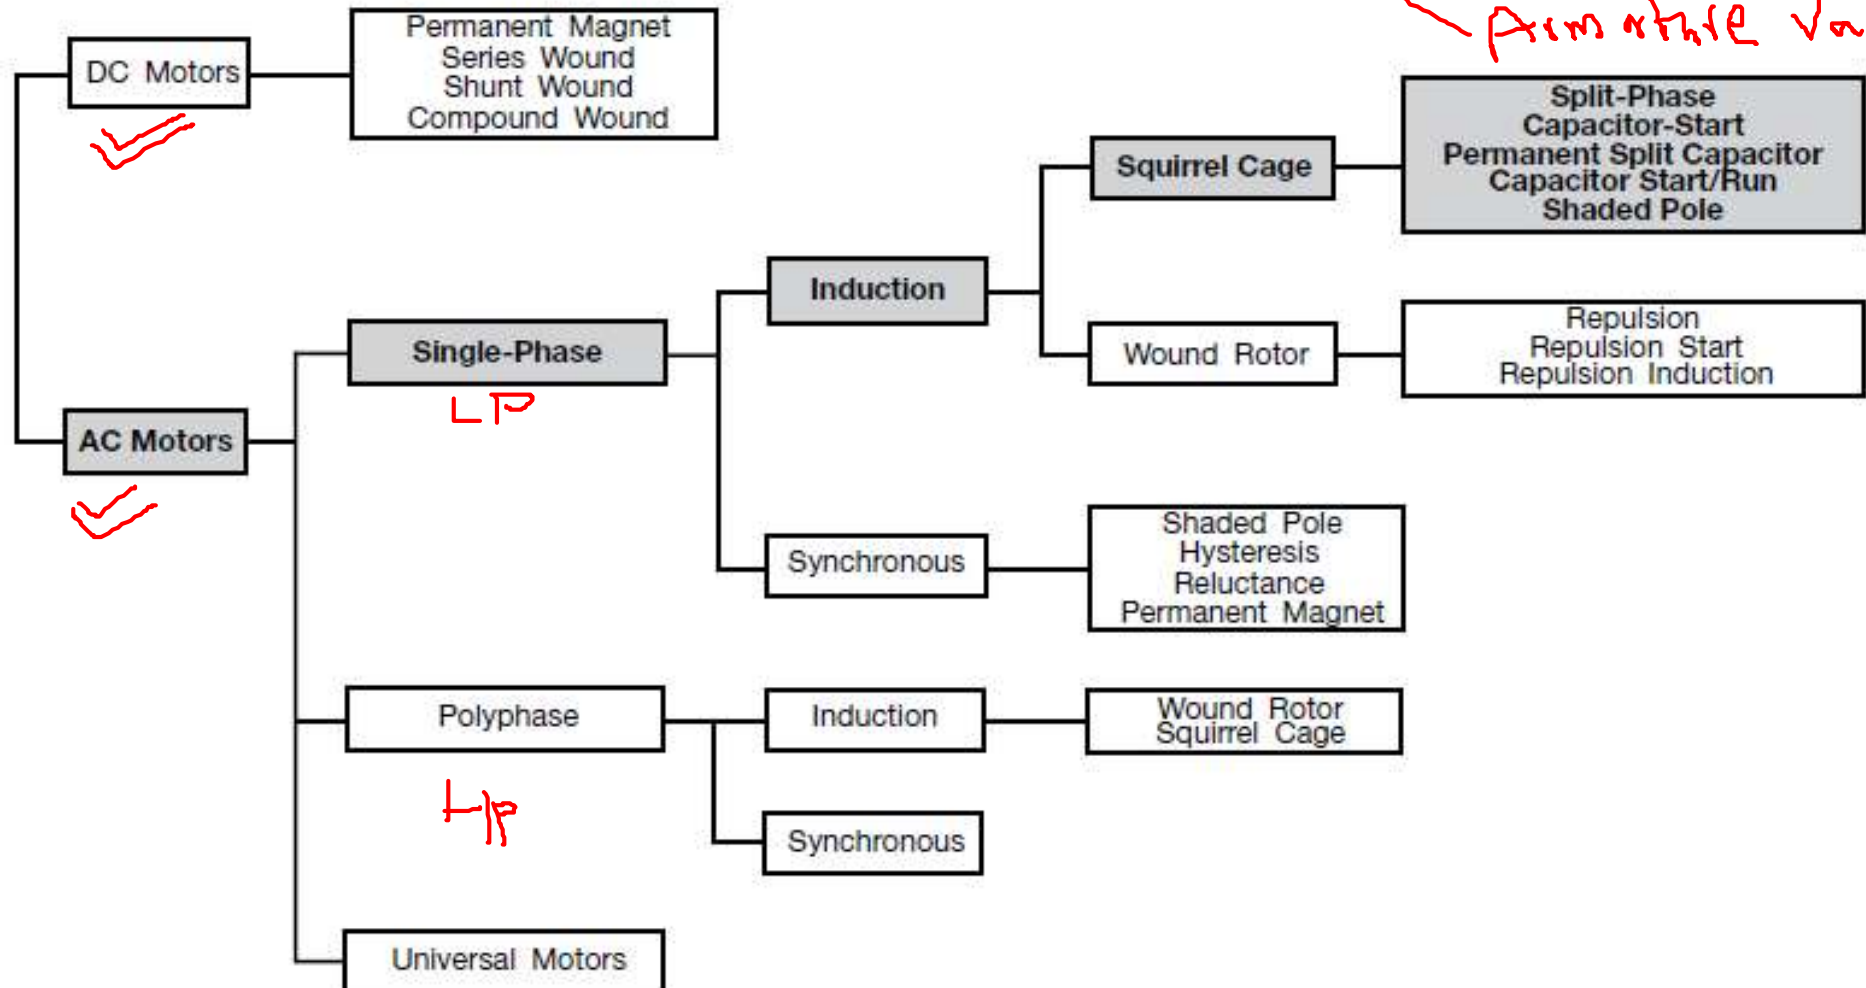 Armature
DC Motors
Permanent Magnet
Series Wound
Shunt Wound
Compound Wound
Split-Phase
Capacitor-Start
Permanent Split Capacitor
Capacitor Start/Run
Shaded Pole
Squirrel Cage
Induction
Wound Rotor
Repulsion
Repulsion Start
Repulsion Induction
Single-Phase
LP
AC Motors
Synchronous
Shaded Pole
Hysteresis
Reluctance
Permanent Magnet
Polyphase
HP
Induction
Wound Rotor
Squirrel Cage
Synchronous
Universal Motors